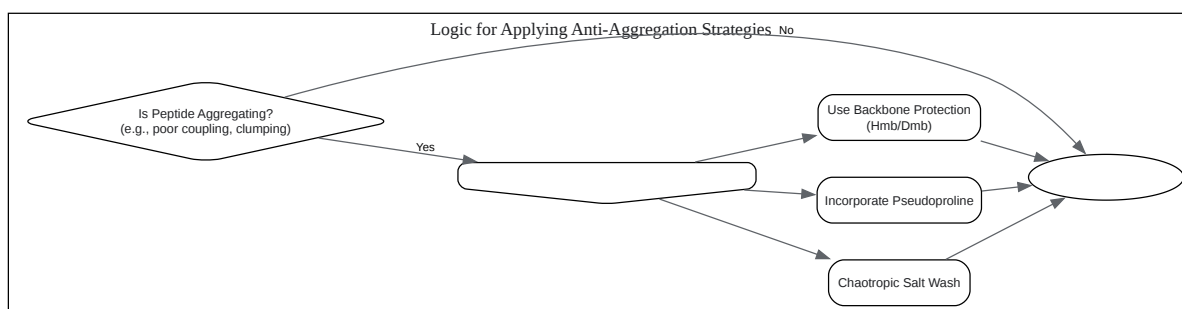 Logic for Applying Anti-Aggregation Strategies
No
Is Peptide Aggregating?
(e.g., poor coupling, clumping)
Yes
Use Backbone Protection
(Hmb/Dmb)
Incorporate Pseudoproline
Chaotropic Salt Wash